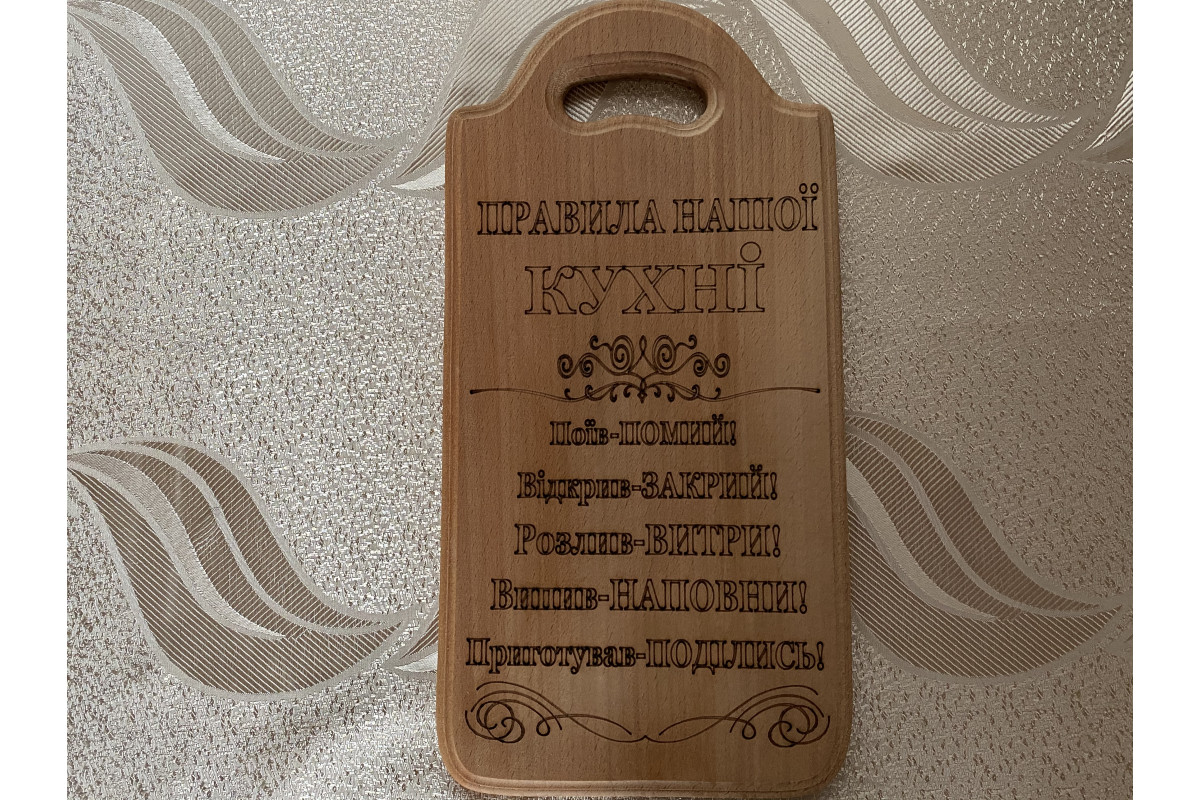 ПРАВИЛА НАШОЇ
КУХНІ
Поїв-ПОМИЙ!
Відкрив-ЗАКРИЙ!
Розлив-ВИТРИ!
Випив-НАПОВНИ!
Приготував-ПОДІЛИСЬ!